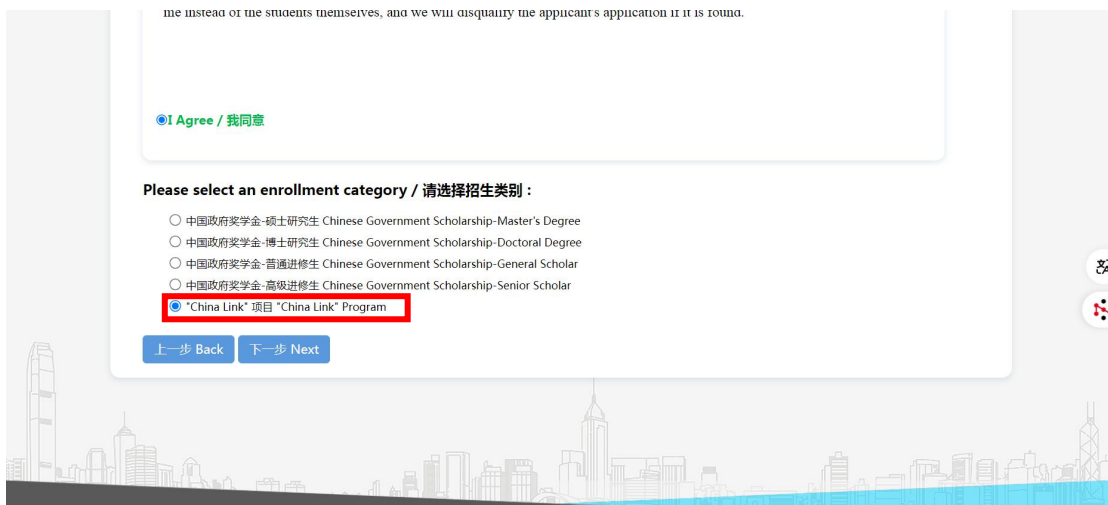 me instead of the students themselves, and we will disqualify the applicant's application if it is found.
I Agree / 我同意
Please select an enrollment category / 请选择招生类别：
中国政府奖学金-硕士研究生 Chinese Government Scholarship-Master's Degree
中国政府奖学金-博士研究生 Chinese Government Scholarship-Doctoral Degree
中国政府奖学金-普通进修生 Chinese Government Scholarship-General Scholar
中国政府奖学金-高级进修生 Chinese Government Scholarship-Senior Scholar
"China Link" 项目 "China Link" Program
上一步 Back
下一步 Next